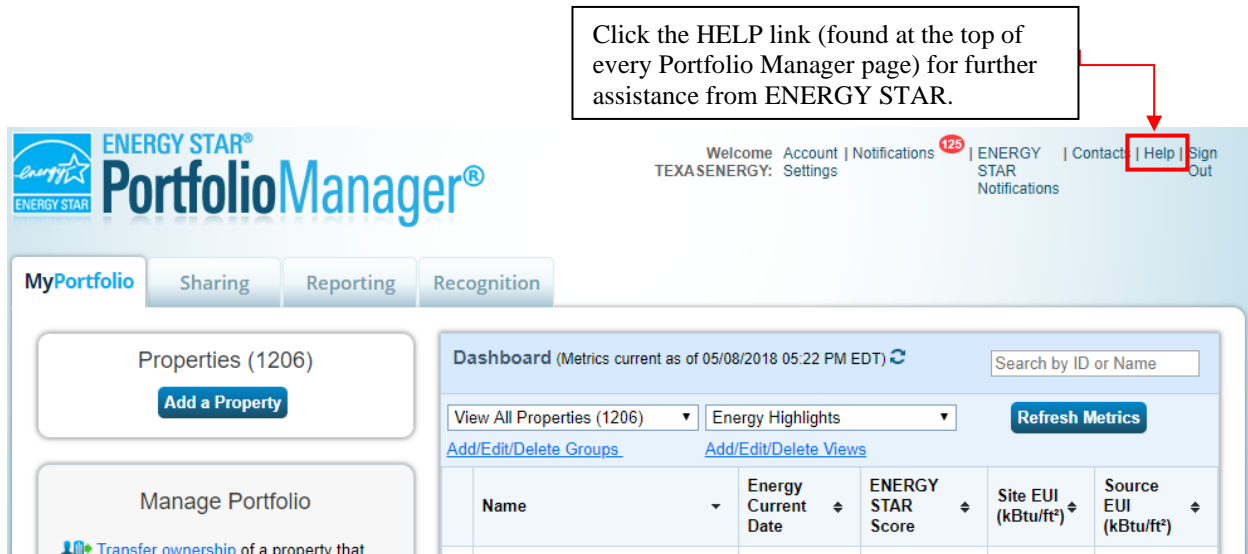 Click the HELP link (found at the top of
every Portfolio Manager page) for further
assistance from ENERGY STAR.
energy
ENERGY STAR
ENERGY STAR®
PortfolioManager®
Welcome TEXASENERGY: Account Settings | Notifications 125 | ENERGY STAR Notifications | Contacts | Help | Sign Out
MyPortfolio Sharing Reporting Recognition
Properties (1206)
Add a Property
Manage Portfolio
Transfer ownership of a property that
Dashboard (Metrics current as of 05/08/2018 05:22 PM EDT) Search by ID or Name
View All Properties (1206) Energy Highlights Refresh Metrics
Add/Edit/Delete Groups Add/Edit/Delete Views
Name Energy Current Date ENERGY STAR Score Site EUI (kBtu/ft²) Source EUI (kBtu/ft²)